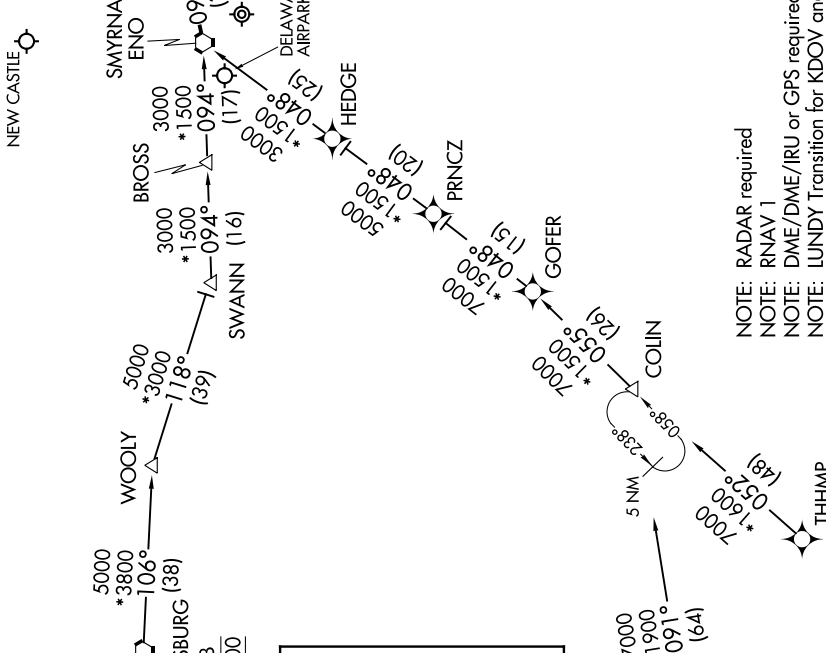 NEW CASTLE
SMYRNA
ENO
DELAWA
AIRPARK
3000
*1500
094°
(17)
BROSS
3000
*1500
094°
(16)
SWANN
5000
*3000
118°
(39)
WOOLY
5000
*3800
106°
(38)
SBURG
3000
*1500
048°
(25)
HEDGE
5000
*1500
048°
(20)
PRNCZ
7000
*1500
048°
(15)
GOFER
7000
*1500
055°
(26)
COLIN
238°
058°
5 NM
7000
*1600
052°
(48)
THHMP
7000
1900
091°
(64)
NOTE: RADAR required
NOTE: RNAV 1
NOTE: DME/DME/IRU or GPS required
NOTE: LUNDY Transition for KDOV and